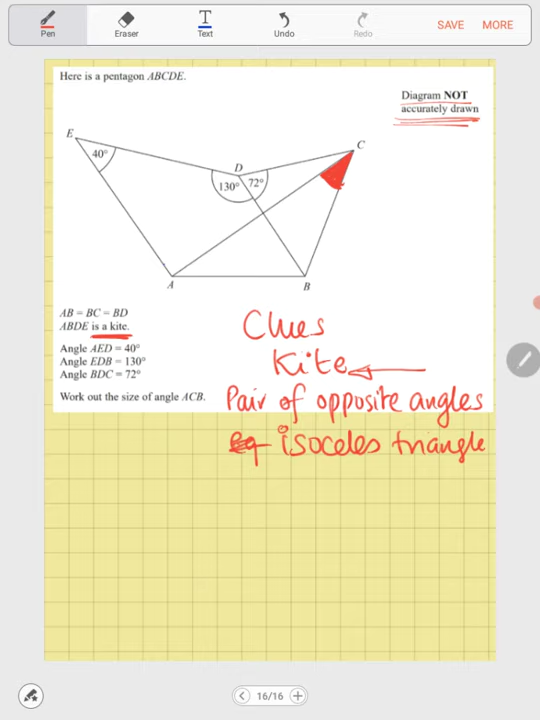 Pen
Eraser
T
Text
Undo
Redo
SAVE
MORE
Here is a pentagon ABCDE.
Diagram NOT
accurately drawn
E
40°
D
130°
72°
C
A
B
AB = BC = BD
ABDE is a kite.
Angle AED = 40°
Angle EDB = 130°
Angle BDC = 72°
Work out the size of angle ACB.
Clues
Kite
Pair of opposite angles
eq isoceles triangle
16/16